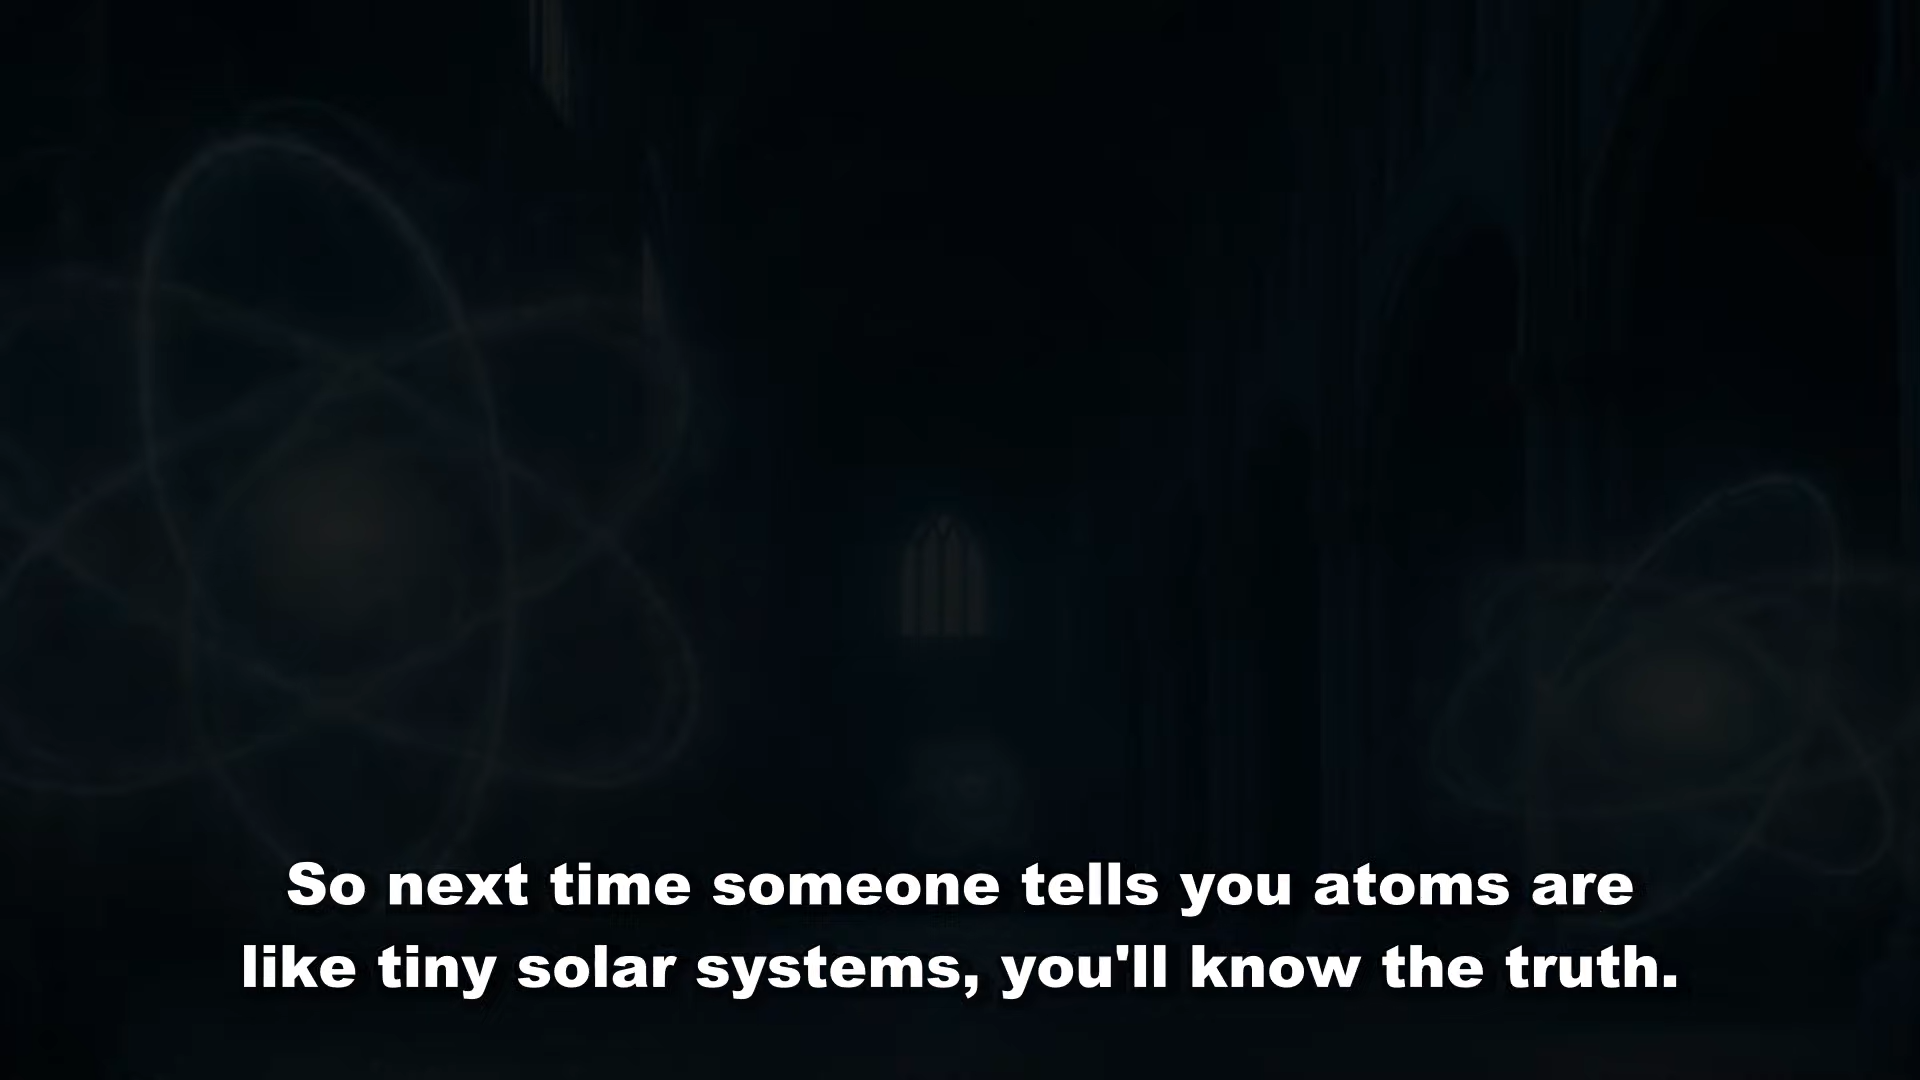 So next time someone tells you atoms are
like tiny solar systems, you'll know the truth.